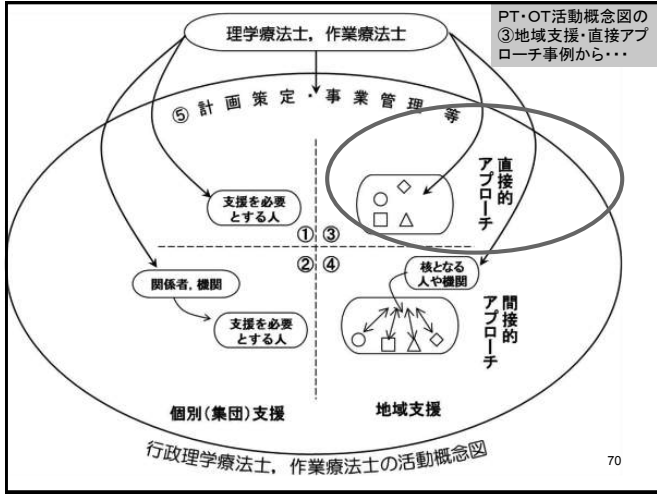 PT・OT活動概念図の
③地域支援・直接アプ
ローチ事例から・・・
理学療法士，作業療法士
⑤計画策定・事業管理等
直接的
アプローチ
支援を必要
とする人
① ③
② ④
関係者，機関
支援を必要
とする人
核となる
人や機関
間接的
アプローチ
個別（集団）支援
地域支援
行政理学療法士，作業療法士の活動概念図
70